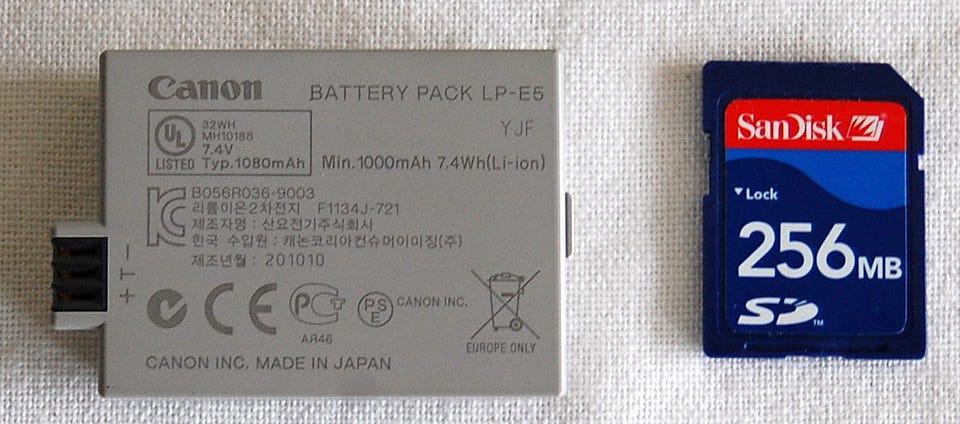 Canon
BATTERY PACK LP-E5
YJF
UL
LISTED
32WH
MH10188
7.4V
Typ.1080mAh
Min.1000mAh 7.4Wh(Li-ion)
B056R036-9003
리튬이온2차전지 F1134J-721
제조자명 : 산요전기주식회사
한국 수입원 : 캐논코리아컨슈머이미징(주)
제조년월 : 201010
+ T −
CE
PSE
CANON INC.
AR46
EUROPE ONLY
CANON INC. MADE IN JAPAN
SanDisk
Lock
256MB
SD™